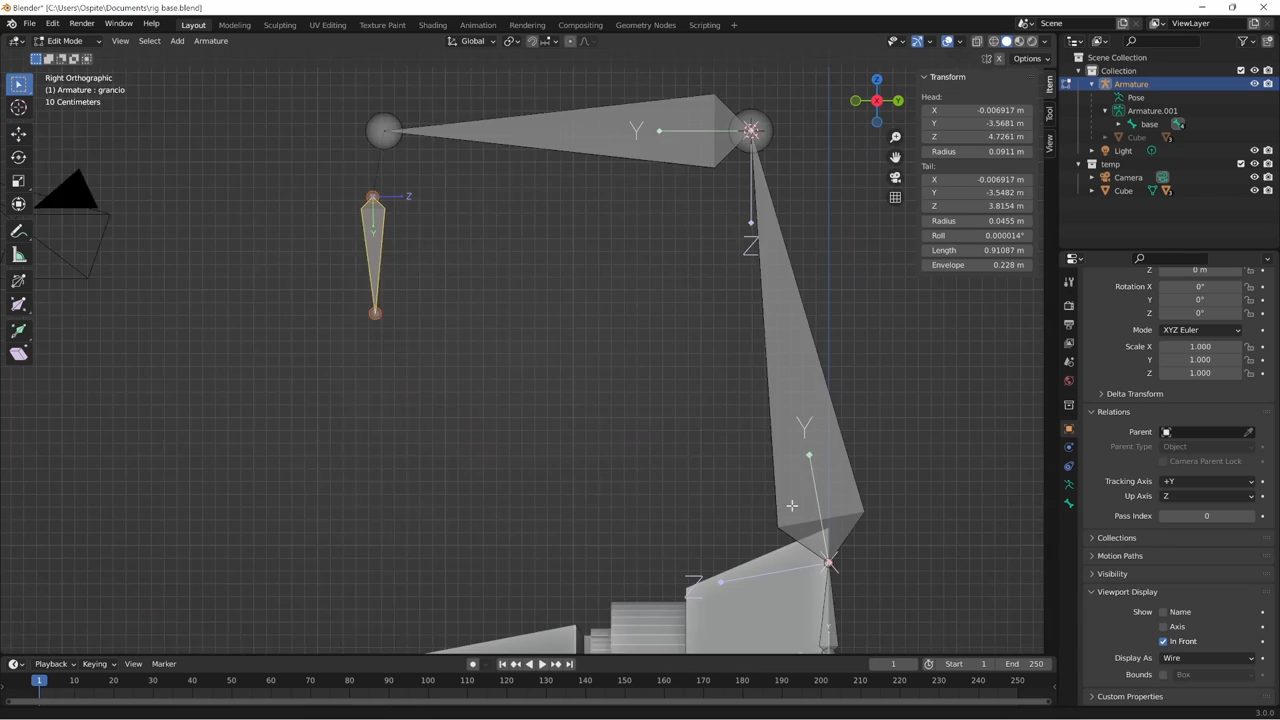 Blender* [C:\Users\Ospite\Documents\rig base.blend]
File Edit Render Window Help Layout Modeling Sculpting UV Editing Texture Paint Shading Animation Rendering Compositing Geometry Nodes Scripting + Scene ViewLayer
Edit Mode View Select Add Armature Global
X Options
Right Orthographic
(1) Armature : grancio
10 Centimeters
Z
X
Y
Y
Z
Y
Z
Y
Z
Y
Transform
Head:
X -0.006917 m
Y -3.5681 m
Z 4.7261 m
Radius 0.0911 m
Tail:
X -0.006917 m
Y -3.5482 m
Z 3.8154 m
Radius 0.0455 m
Roll 0.000014°
Length 0.91087 m
Envelope 0.228 m
Item
Tool
View
Scene Collection
Collection
Armature
Pose
Armature.001
base 4
Cube 3
Light
temp
Camera
Cube 3
Z 0 m
Rotation X 0°
Y 0°
Z 0°
Mode XYZ Euler
Scale X 1.000
Y 1.000
Z 1.000
Delta Transform
Relations
Parent
Parent Type Object
Camera Parent Lock
Tracking Axis +Y
Up Axis Z
Pass Index 0
Collections
Motion Paths
Visibility
Viewport Display
Show Name
Axis
In Front
Display As Wire
Bounds Box
Custom Properties
Playback Keying View Marker 1 Start 1 End 250
1 10 20 30 40 50 60 70 80 90 100 110 120 130 140 150 160 170 180 190 200 210 220 230 240 250
3.0.0